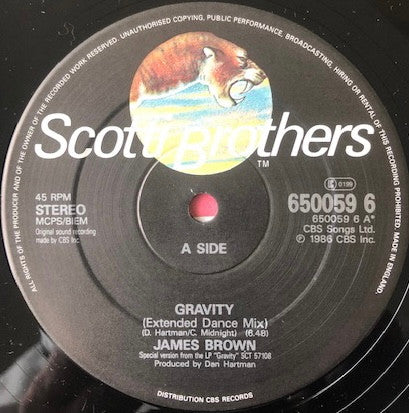 ALL RIGHTS OF THE PRODUCER AND OF THE OWNER OF THE RECORDED WORK RESERVED. UNAUTHORISED COPYING, PUBLIC PERFORMANCE, BROADCASTING, HIRING OR RENTAL OF THIS RECORDING PROHIBITED. MADE IN ENGLAND.
Scotti Brothers
TM
45 RPM
STEREO
MCPS/BIEM
Original sound recording
made by CBS Inc.
0199
650059 6
650059 6 A*
CBS Songs Ltd.
℗ 1986 CBS Inc.
A SIDE
GRAVITY
(Extended Dance Mix)
(D. Hartman/C. Midnight) (6.48)
JAMES BROWN
Special version from the LP "Gravity" SCT 57108
Produced by Dan Hartman
DISTRIBUTION CBS RECORDS